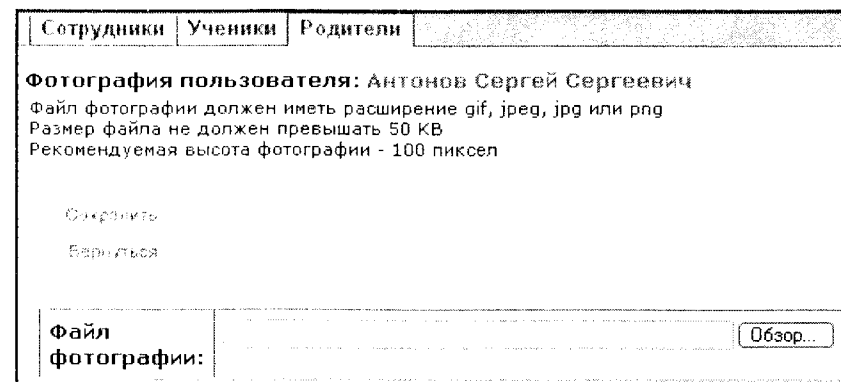 Сотрудники Ученики Родители
Фотография пользователя: Антонов Сергей Сергеевич
Файл фотографии должен иметь расширение gif, jpeg, jpg или png
Размер файла не должен превышать 50 KB
Рекомендуемая высота фотографии - 100 пиксел
Сохранить
Вернуться
Файл
фотографии:
Обзор...